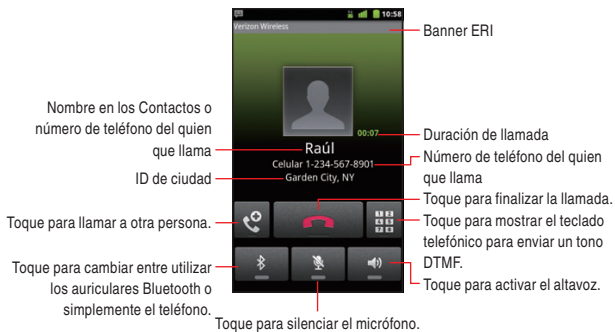 10:58
Verizon Wireless
Banner ERI
Nombre en los Contactos o
número de teléfono del quien
que llama
00:07
Duración de llamada
Raúl
Celular 1-234-567-8901
Número de teléfono del quien
que llama
ID de ciudad
Garden City, NY
Toque para finalizar la llamada.
Toque para llamar a otra persona.
Toque para mostrar el teclado
telefónico para enviar un tono
DTMF.
Toque para cambiar entre utilizar
los auriculares Bluetooth o
simplemente el teléfono.
Toque para activar el altavoz.
Toque para silenciar el micrófono.